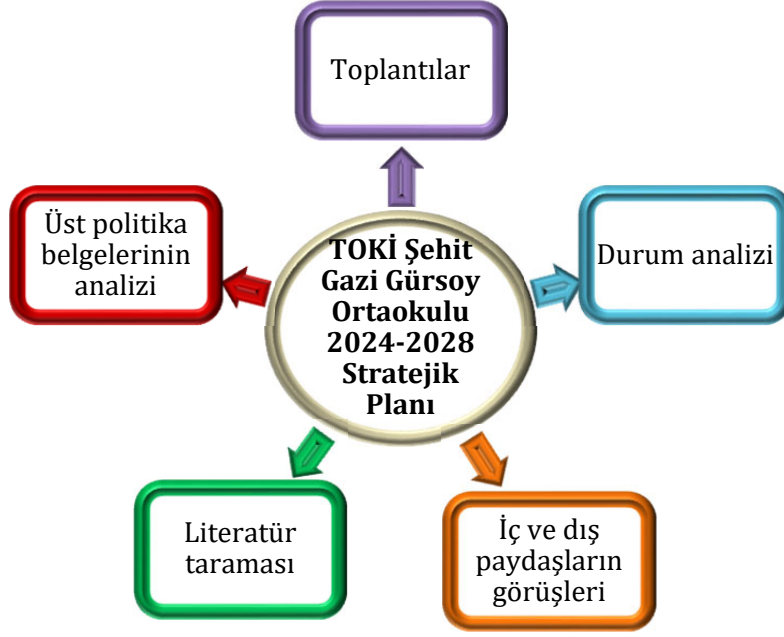 Toplantılar
Üst politika
belgelerinin
analizi
TOKİ Şehit
Gazi Gürsoy
Ortaokulu
2024-2028
Stratejik
Planı
Durum analizi
Literatür
taraması
İç ve dış
paydaşların
görüşleri